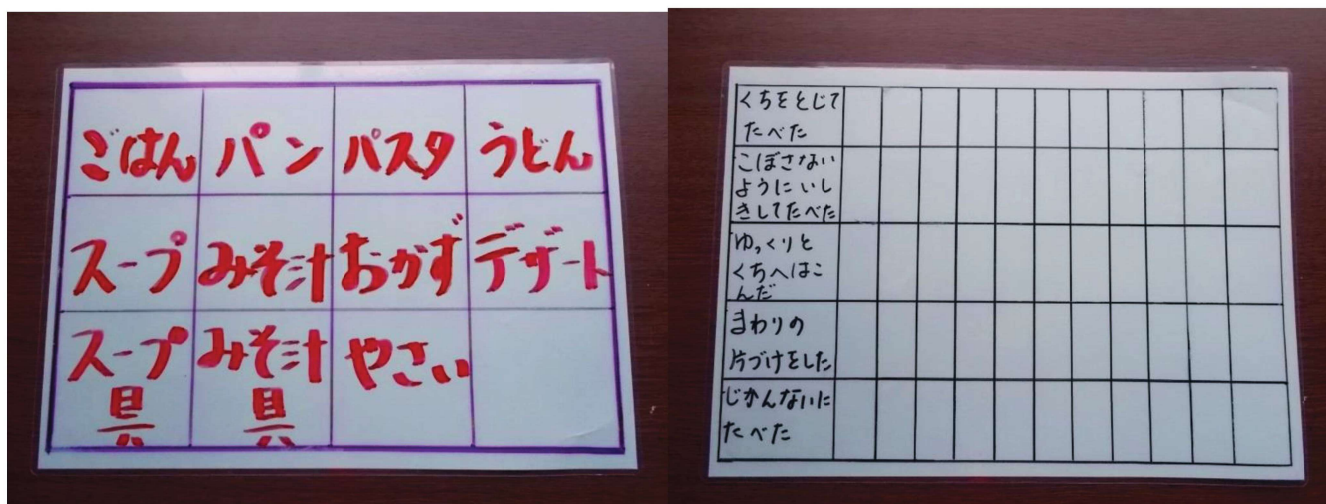 ごはん パン パスタ うどん
スープ みそ汁 おかず デザート
スープ みそ汁 やさい
具 具
くちをとじて
たべた
こぼさない
ようにいし
きしてたべた
ゆっくりと
くちへはこ
んだ
まわりの
片づけをした
じかんないに
たべた